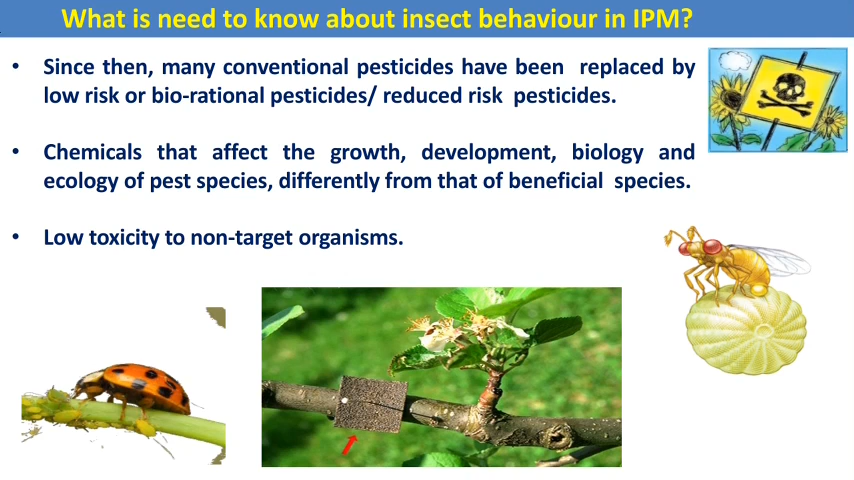 What is need to know about insect behaviour in IPM?
• Since then, many conventional pesticides have been replaced by
low risk or bio-rational pesticides/ reduced risk pesticides.
• Chemicals that affect the growth, development, biology and
ecology of pest species, differently from that of beneficial species.
• Low toxicity to non-target organisms.